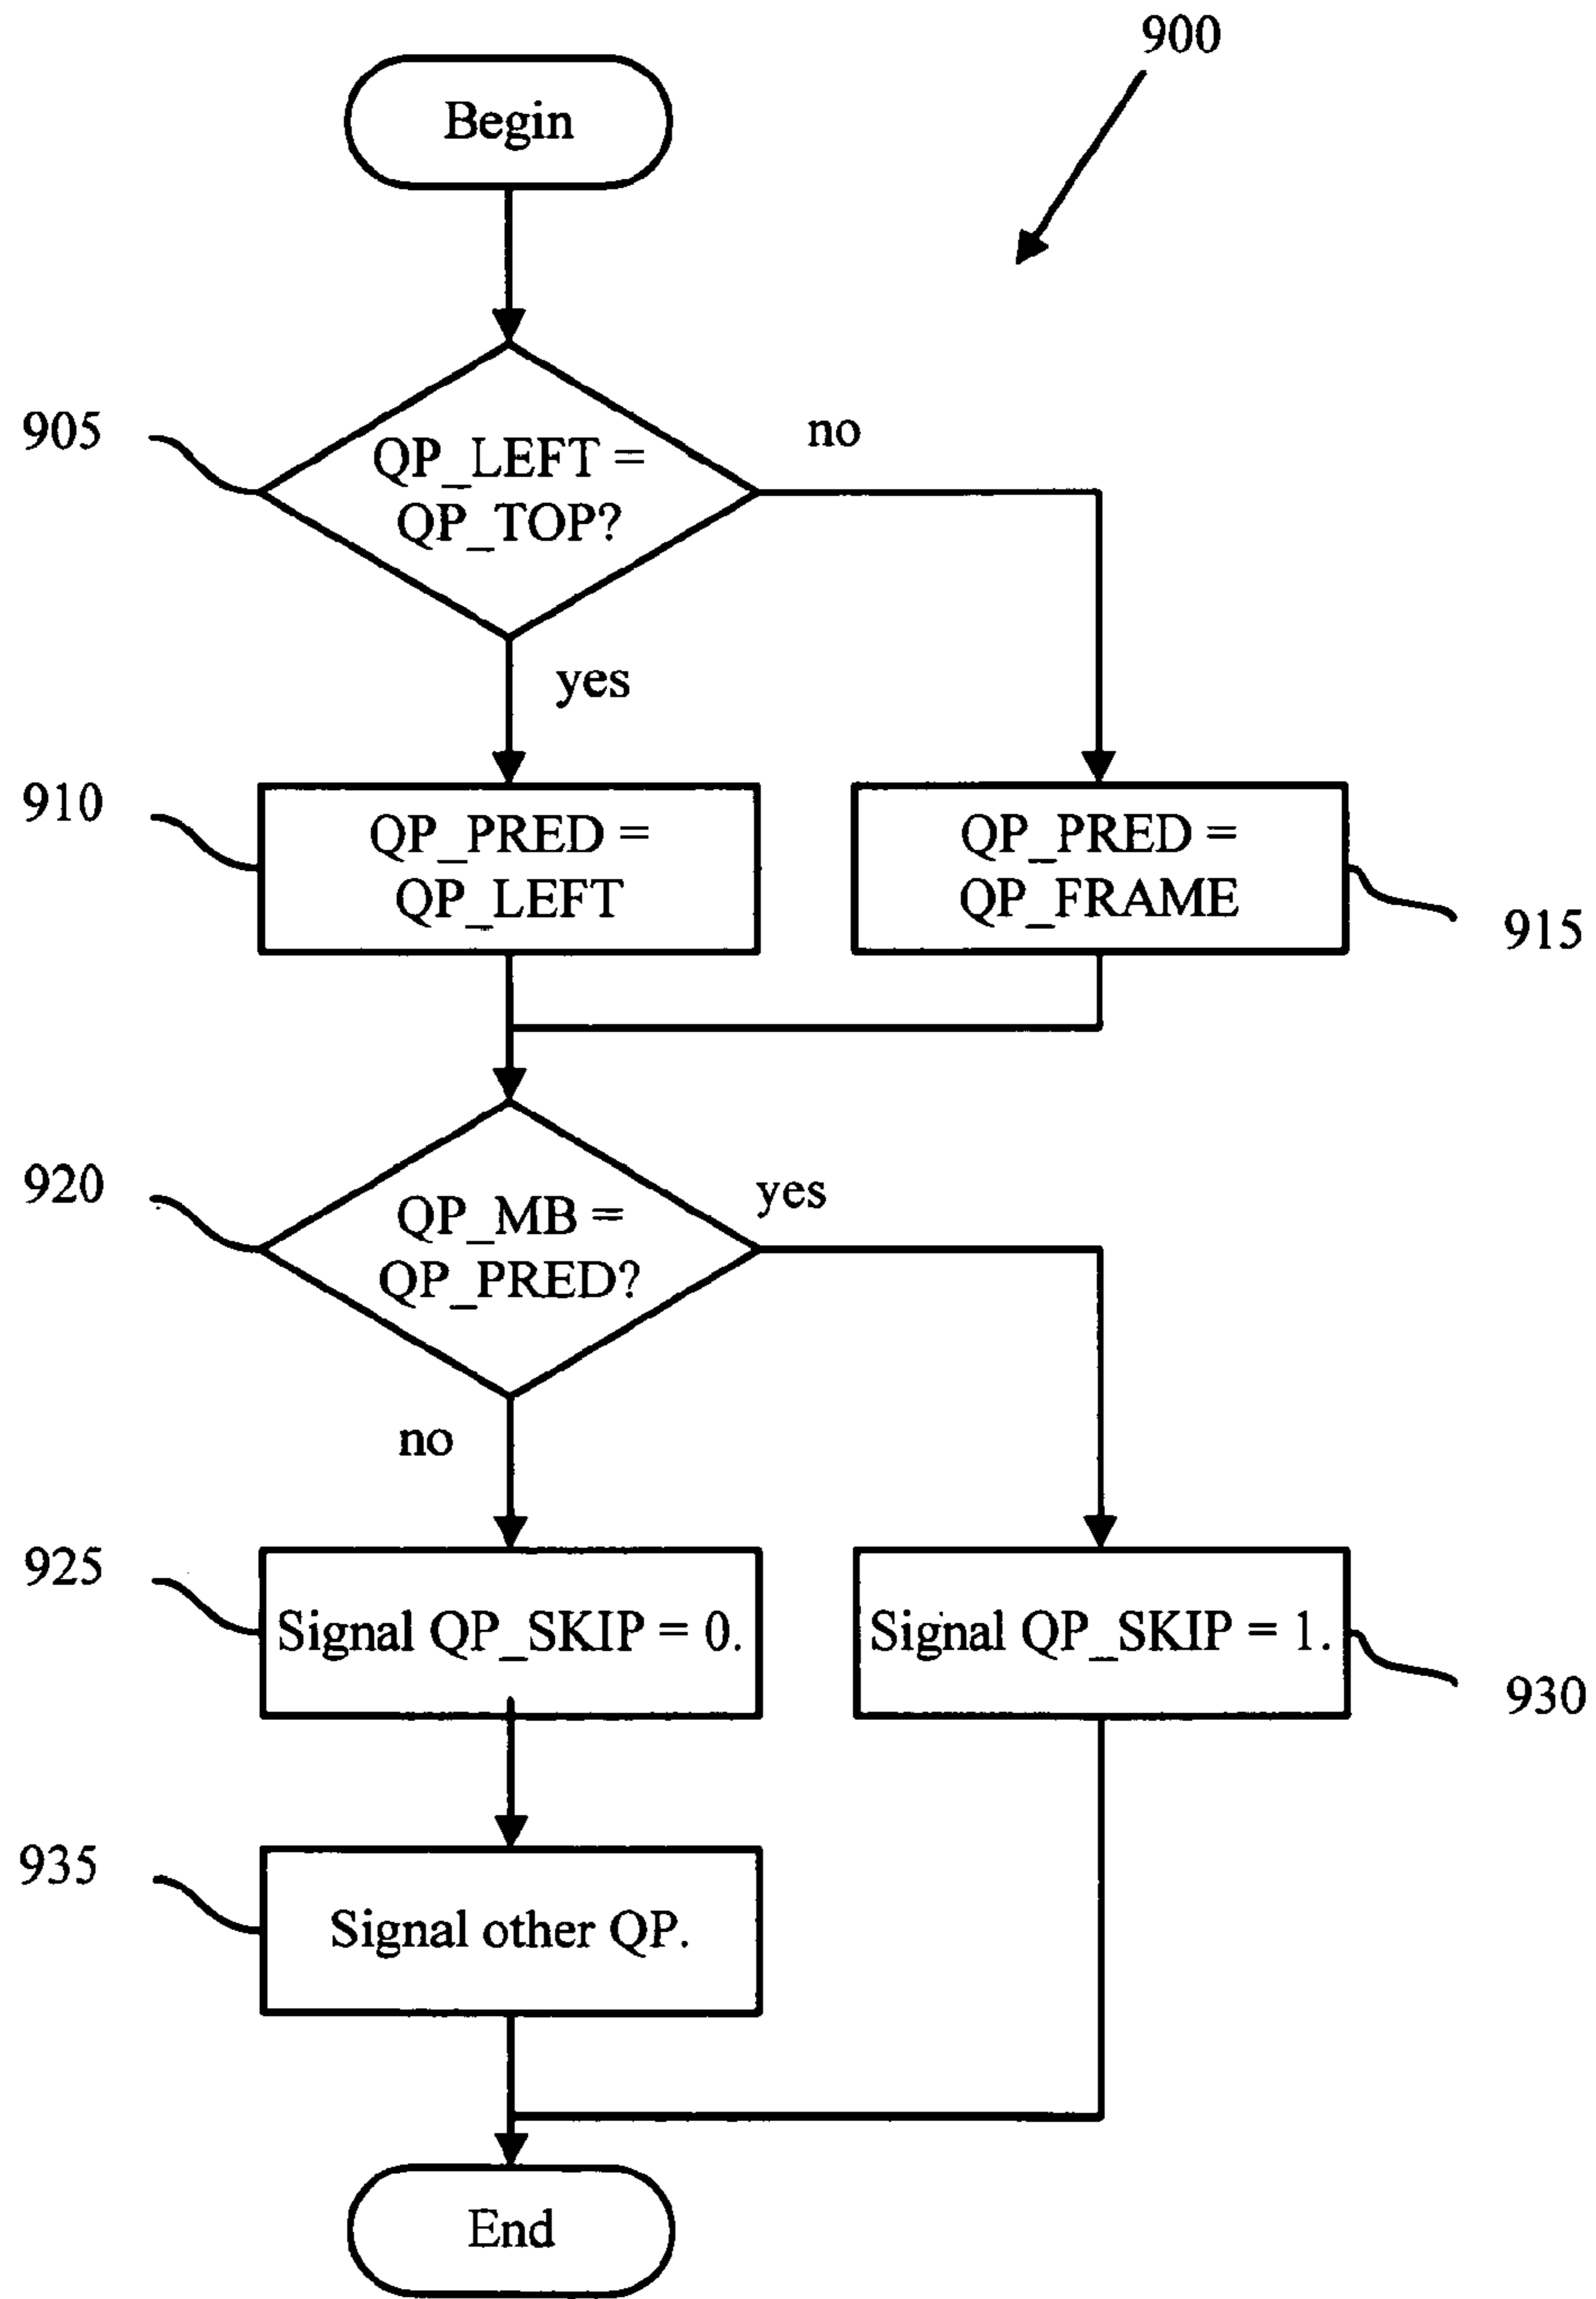 900
Begin
905
QP_LEFT =
QP_TOP?
no
yes
910
QP_PRED =
QP_LEFT
QP_PRED =
QP_FRAME
915
920
QP_MB =
QP_PRED?
yes
no
925
Signal QP_SKIP = 0.
Signal QP_SKIP = 1.
930
935
Signal other QP.
End